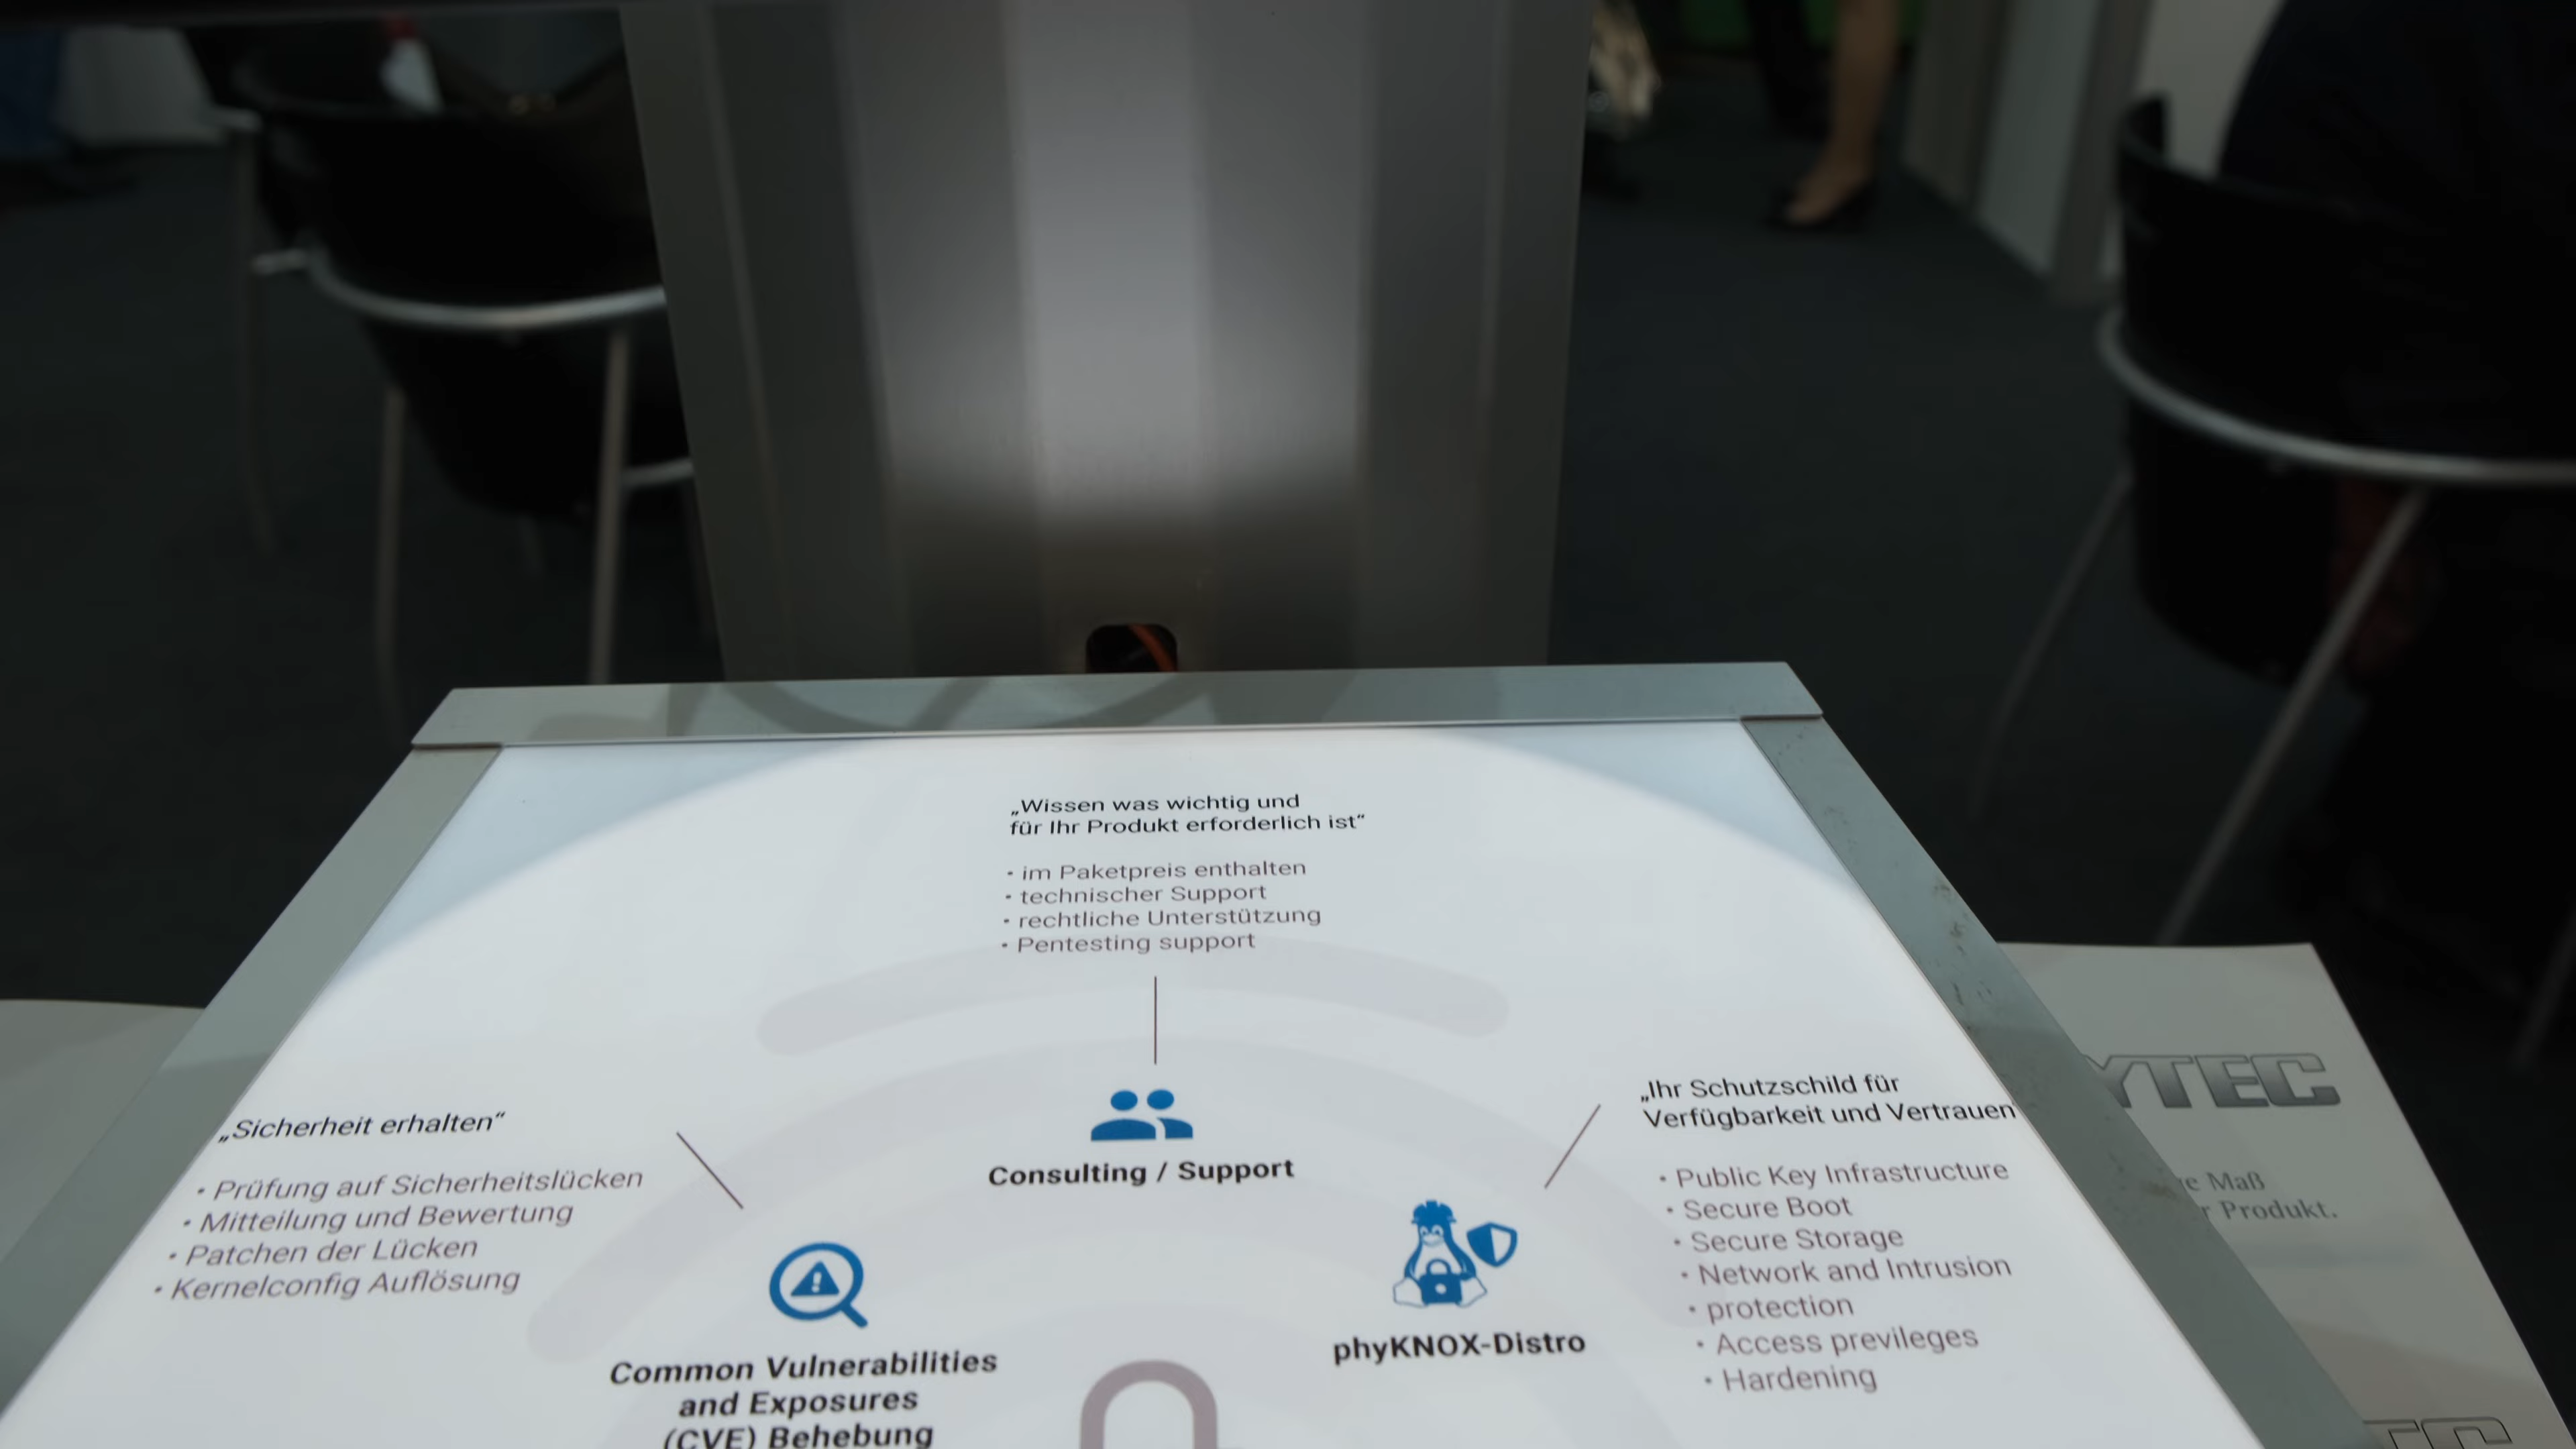 „Wissen was wichtig und
für Ihr Produkt erforderlich ist“
• im Paketpreis enthalten
• technischer Support
• rechtliche Unterstützung
• Pentesting support
Consulting / Support
„Sicherheit erhalten“
• Prüfung auf Sicherheitslücken
• Mitteilung und Bewertung
• Patchen der Lücken
• Kernelconfig Auflösung
Common Vulnerabilities
and Exposures
(CVE) Behebung
„Ihr Schutzschild für
Verfügbarkeit und Vertrauen
• Public Key Infrastructure
• Secure Boot
• Secure Storage
• Network and Intrusion
• protection
• Access previleges
• Hardening
phyKNOX-Distro
YTEC
Maß
Produkt.